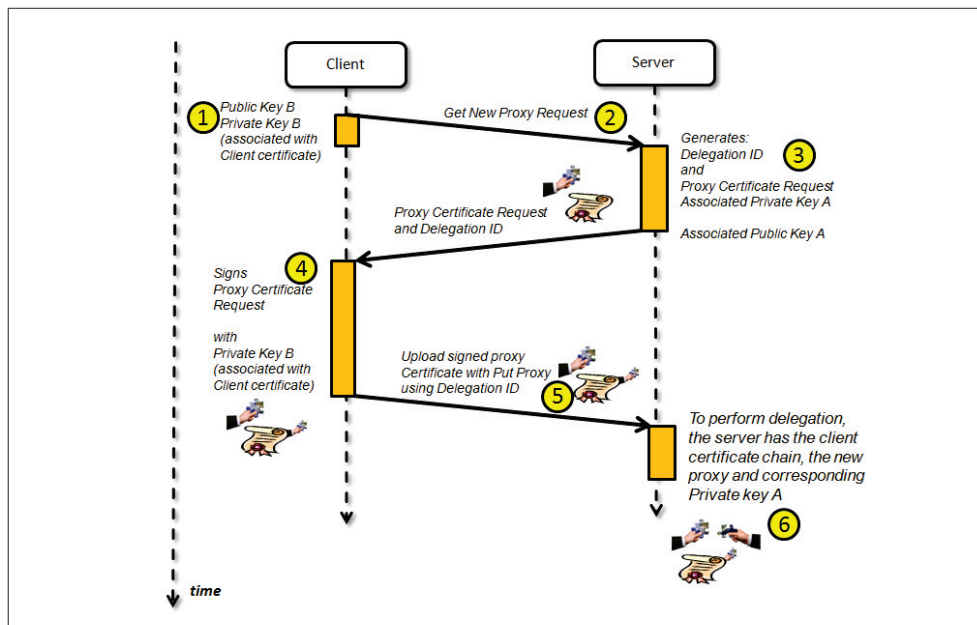 Client
Server
1
Public Key B
Private Key B
(associated with
Client certificate)
Get New Proxy Request
2
Generates:
Delegation ID
and
Proxy Certificate Request
Associated Private Key A
Associated Public Key A
3
Proxy Certificate Request
and Delegation ID
4
Signs
Proxy Certificate
Request
with
Private Key B
(associated with
Client certificate)
Upload signed proxy
Certificate with Put Proxy
using Delegation ID
5
To perform delegation,
the server has the client
certificate chain, the new
proxy and corresponding
Private key A
6
time